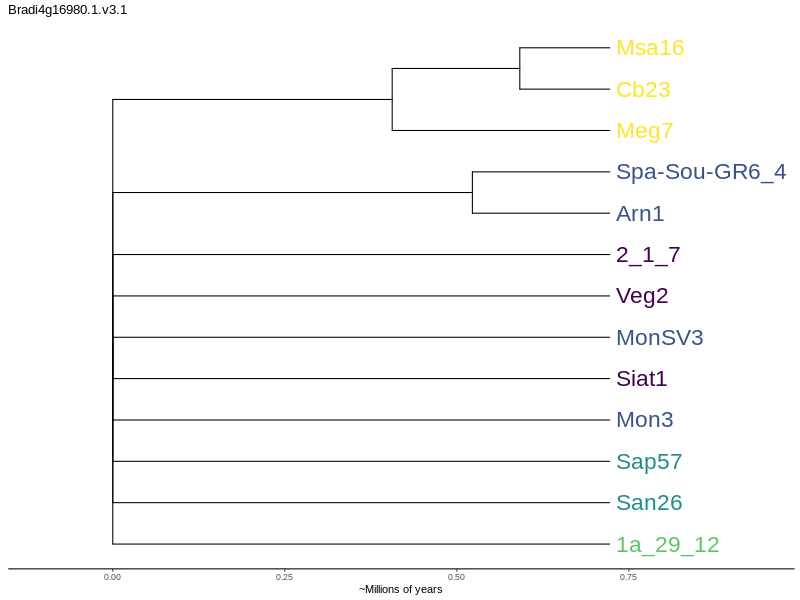 Bradi4g16980.1.v3.1
Msa16
Cb23
Meg7
Spa-Sou-GR6_4
Arn1
2_1_7
Veg2
MonSV3
Siat1
Mon3
Sap57
San26
1a_29_12
0.00 0.25 0.50 0.75
~Millions of years